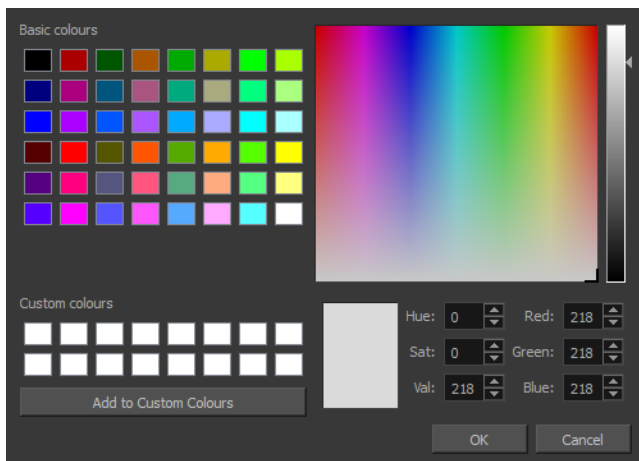 Basic colours
Custom colours
Hue: 0 Red: 218
Sat: 0 Green: 218
Val: 218 Blue: 218
Add to Custom Colours
OK Cancel